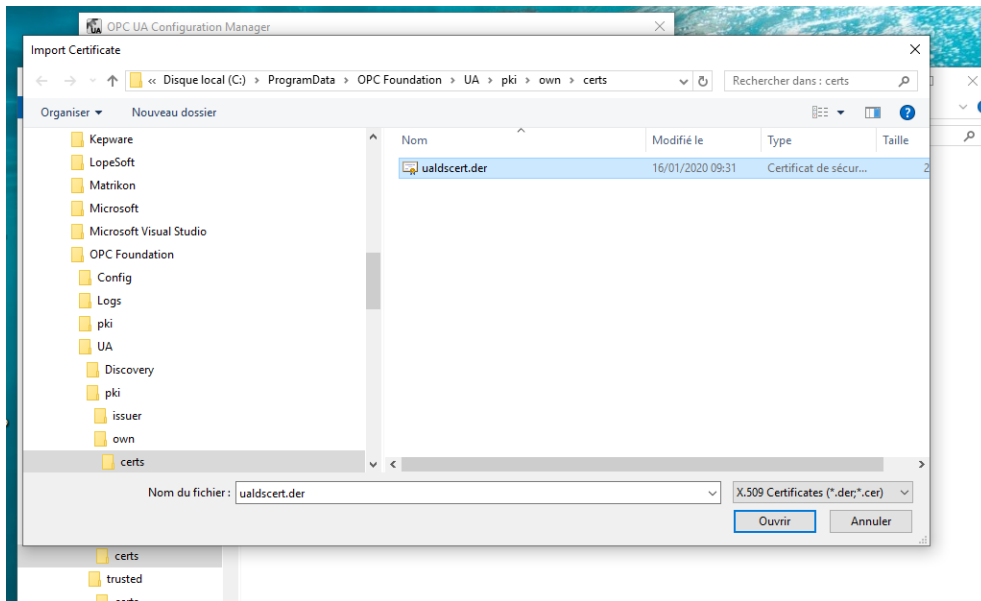 OPC UA Configuration Manager
Import Certificate
« Disque local (C:) > ProgramData > OPC Foundation > UA > pki > own > certs
Rechercher dans : certs
Organiser
Nouveau dossier
Kepware
LopeSoft
Matrikon
Microsoft
Microsoft Visual Studio
OPC Foundation
Config
Logs
pki
UA
Discovery
pki
issuer
own
certs
Nom Modifié le Type Taille
ualdscert.der 16/01/2020 09:31 Certificat de sécur... 2
Nom du fichier : ualdscert.der X.509 Certificates (*.der;*.cer)
Ouvrir Annuler
certs
trusted